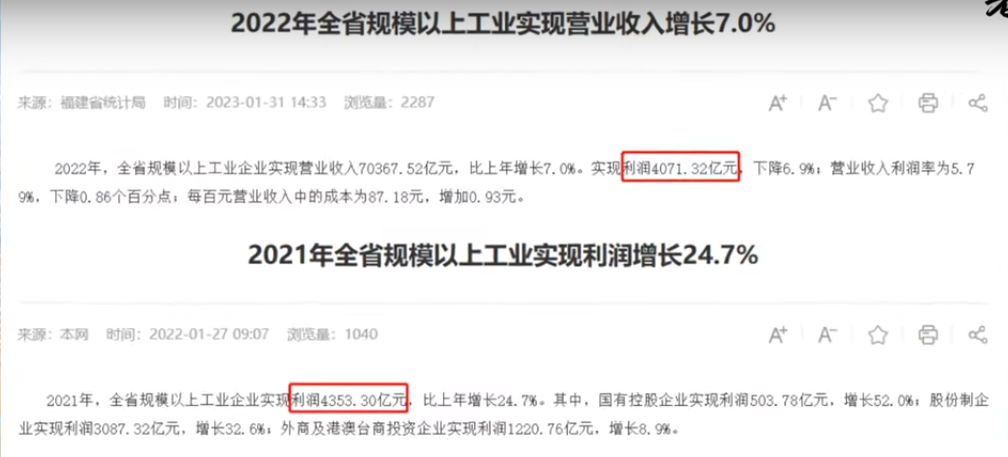 2022年全省规模以上工业实现营业收入增长7.0%
来源：福建省统计局 时间：2023-01-31 14:33 浏览量：2287
A+ A-
2022年，全省规模以上工业企业实现营业收入70367.52亿元，比上年增长7.0%。实现利润4071.32亿元，下降6.9%；营业收入利润率为5.7
9%，下降0.86个百分点；每百元营业收入中的成本为87.18元，增加0.93元。
2021年全省规模以上工业实现利润增长24.7%
来源：本网 时间：2022-01-27 09:07 浏览量：1040
A+ A-
2021年，全省规模以上工业企业实现利润4353.30亿元，比上年增长24.7%。其中，国有控股企业实现利润503.78亿元，增长52.0%；股份制企
业实现利润3087.32亿元，增长32.6%；外商及港澳台商投资企业实现利润1220.76亿元，增长8.9%。